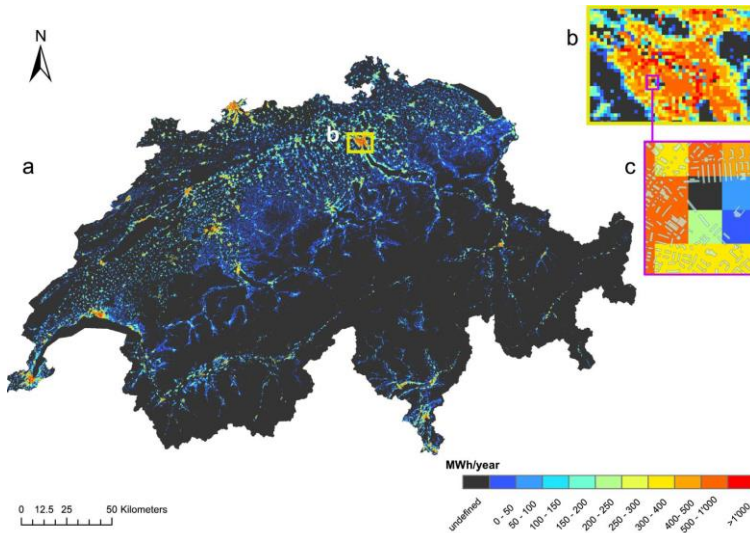 N
b
a
b
c
MWh/year
undefined
0 - 50
50 - 100
100 - 150
150 - 200
200 - 250
250 - 300
300 - 400
400- 500
500 - 1'000
>1'000
0 12.5 25 50 Kilometers